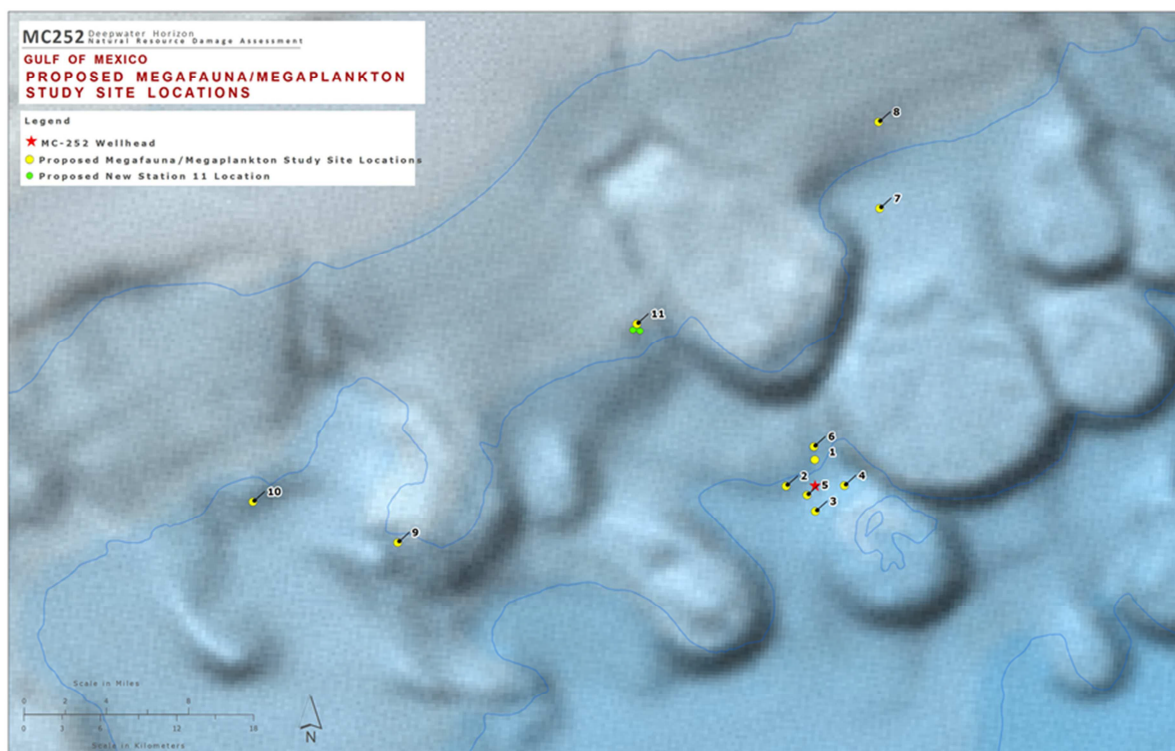 MC252 Deepwater Horizon
Natural Resource Damage Assessment
GULF OF MEXICO
PROPOSED MEGAFAUNA/MEGAPLANKTON
STUDY SITE LOCATIONS
Legend
MC-252 Wellhead
Proposed Megafauna/Megaplankton Study Site Locations
Proposed New Station 11 Location
8
7
11
6
1
2
5
4
3
10
9
Scale in Miles
0 2 4 8
0 3 6 12 18
Scale in Kilometers
N